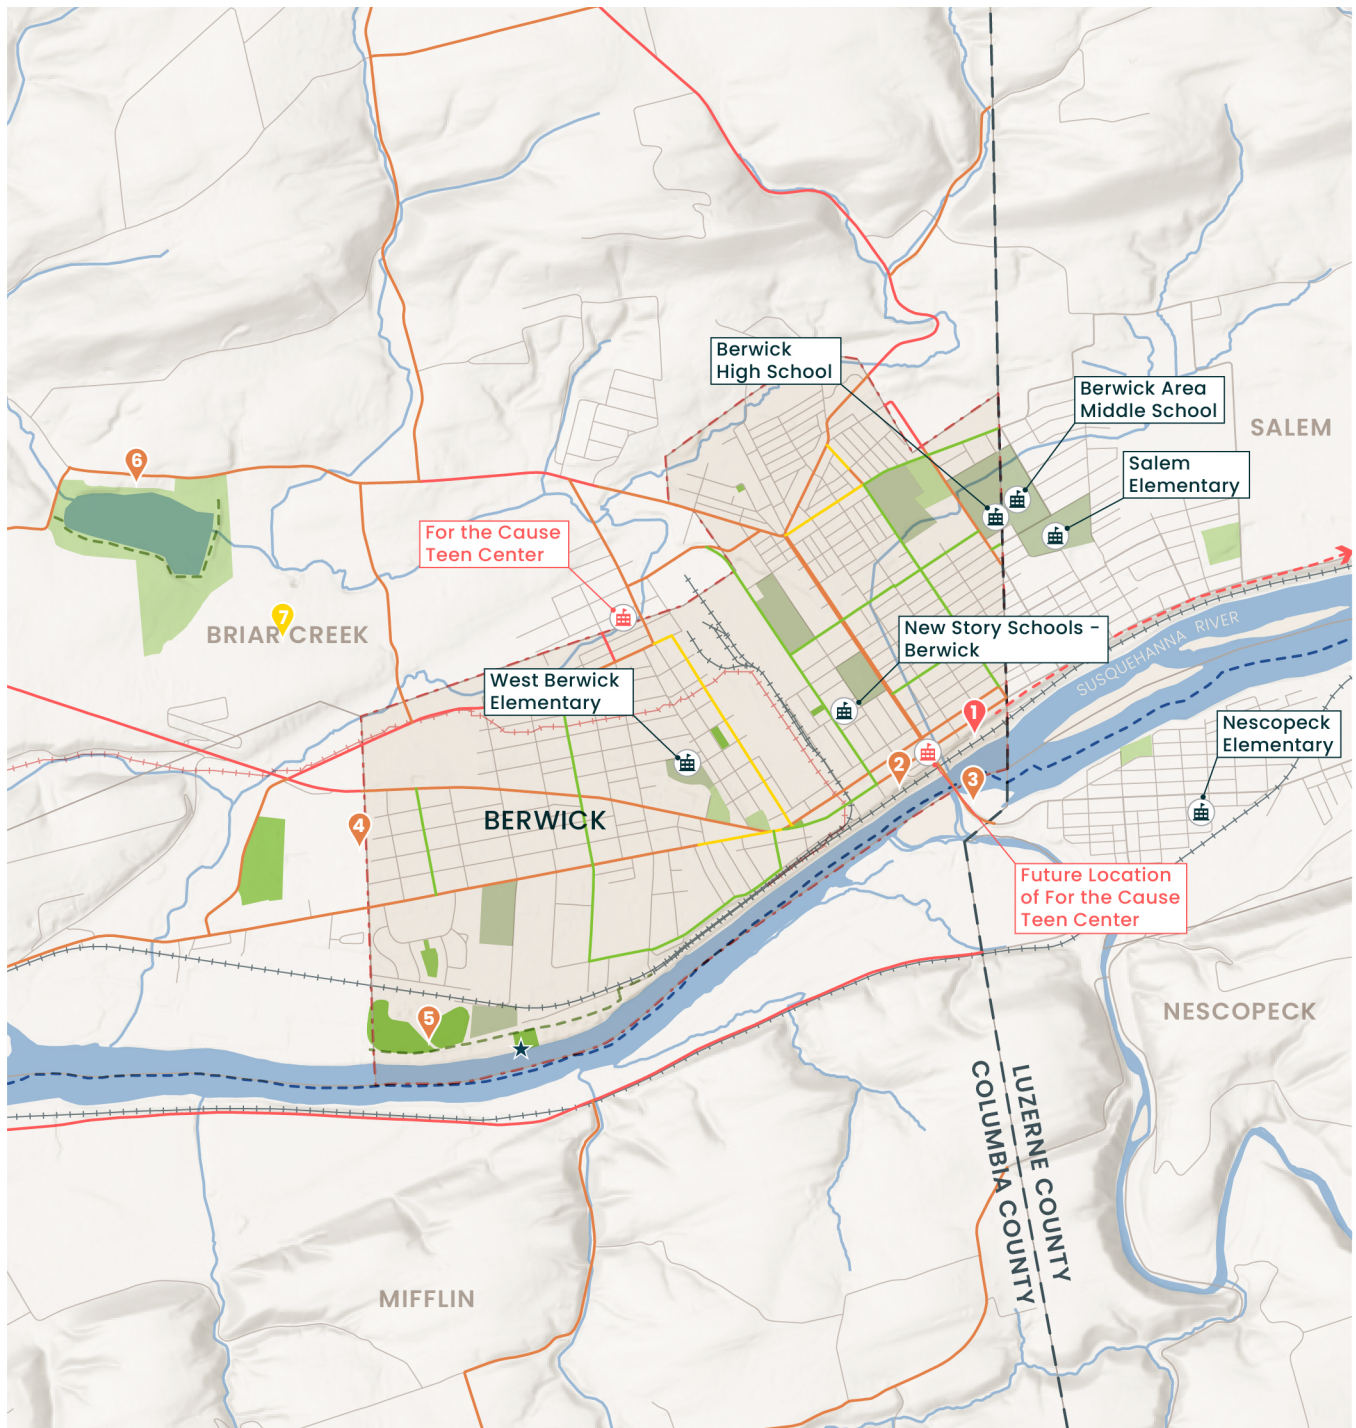 Berwick
High School
Berwick Area
Middle School
SALEM
Salem
Elementary
6
For the Cause
Teen Center
7
BRIAR CREEK
New Story Schools -
Berwick
SUSQUEHANNA RIVER
West Berwick
Elementary
1
Nescopeck
Elementary
2
3
4
BERWICK
Future Location
of For the Cause
Teen Center
5
NESCOPECK
LUZERNE COUNTY
COLUMBIA COUNTY
MIFFLIN